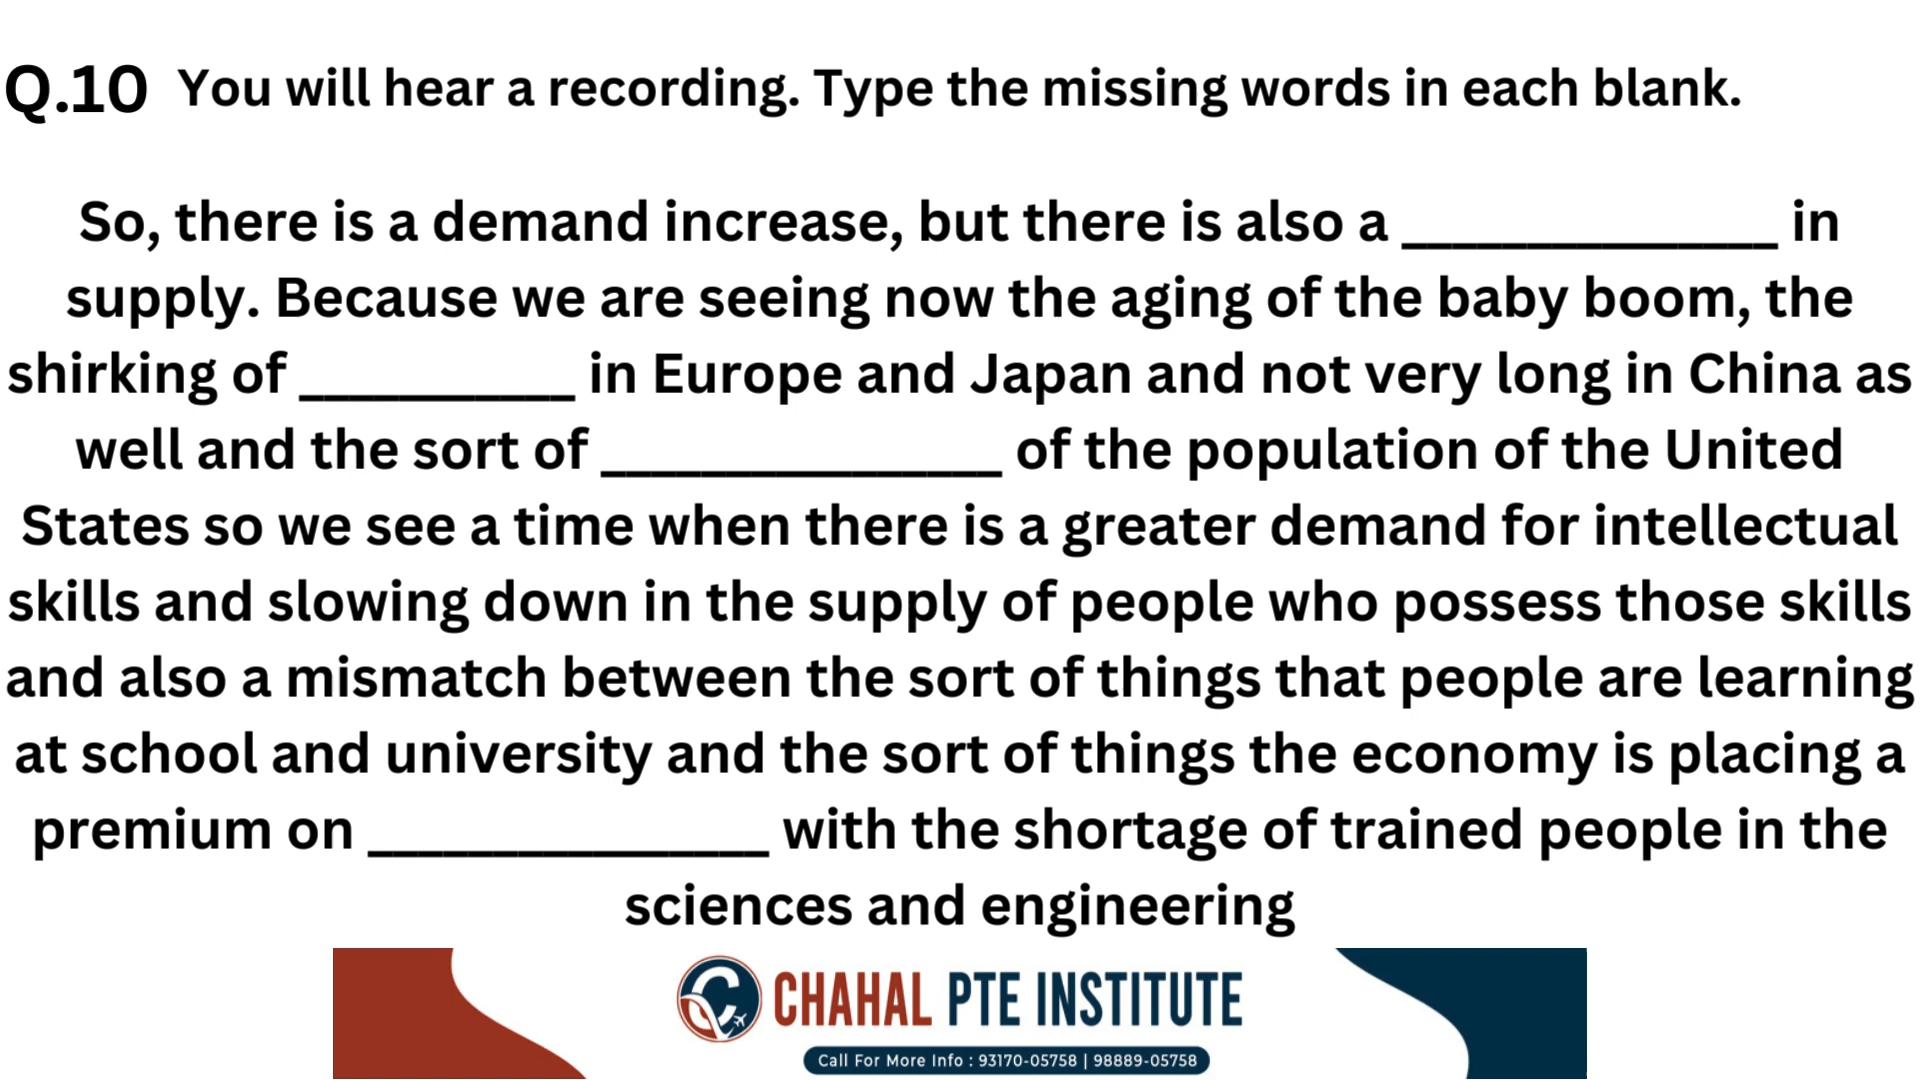 Q.10 You will hear a recording. Type the missing words in each blank.
So, there is a demand increase, but there is also a _______________ in
supply. Because we are seeing now the aging of the baby boom, the
shirking of ___________ in Europe and Japan and not very long in China as
well and the sort of ________________ of the population of the United
States so we see a time when there is a greater demand for intellectual
skills and slowing down in the supply of people who possess those skills
and also a mismatch between the sort of things that people are learning
at school and university and the sort of things the economy is placing a
premium on ________________ with the shortage of trained people in the
sciences and engineering
CHAHAL PTE INSTITUTE
Call For More Info : 93170-05758 | 98889-05758